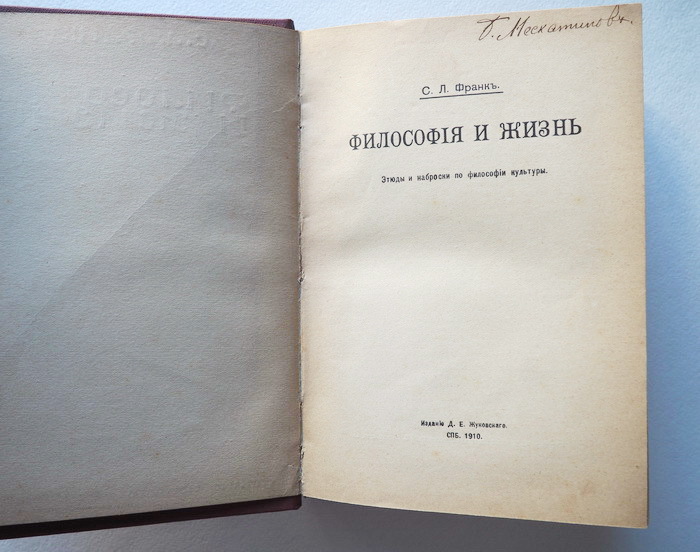 С. Л. Франкъ.
ФИЛОСОФІЯ И ЖИЗНЬ
Этюды и наброски по философіи культуры.
Изданіе Д. Е. Жуковскаго.
СПБ. 1910.